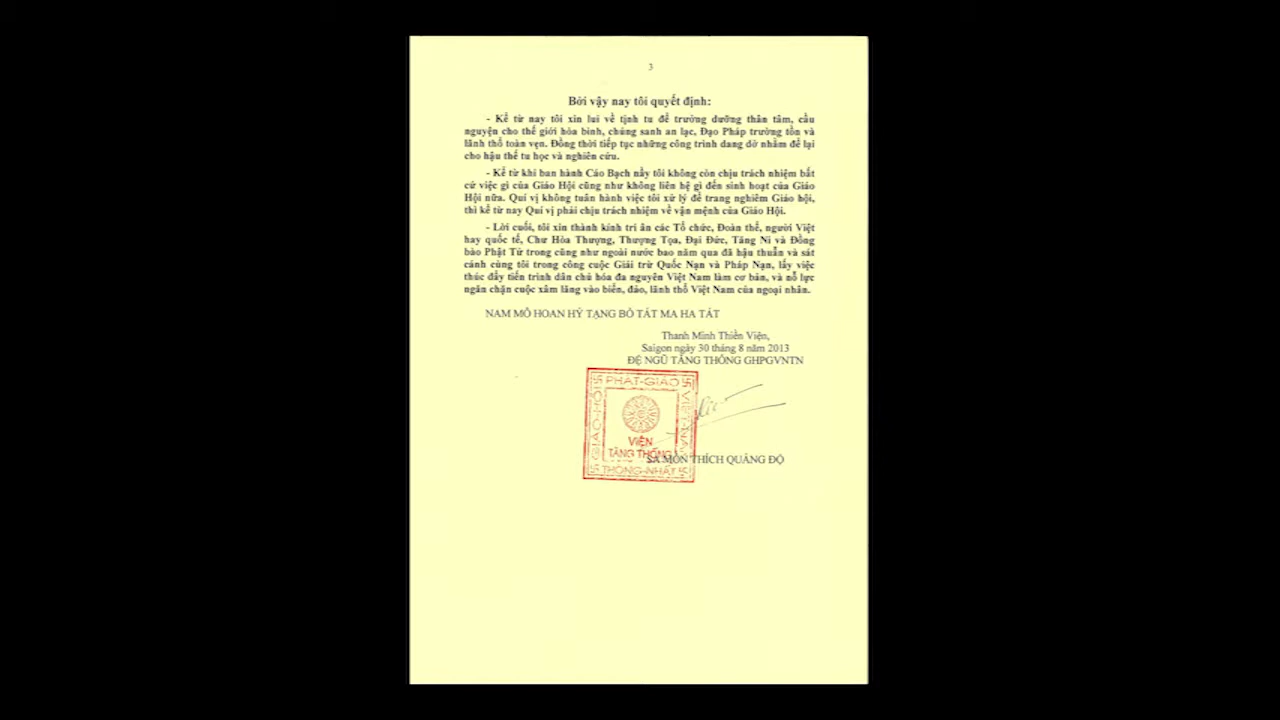 3
Bởi vậy nay tôi quyết định:
- Kể từ nay tôi xin lui về tịnh tu để trưởng dưỡng thân tâm, cầu
nguyện cho thế giới hòa bình, chúng sanh an lạc, Đạo Pháp trường tồn và
lãnh thổ toàn vẹn. Đồng thời tiếp tục những công trình dang dở nhằm để lại
cho hậu thế tu học và nghiên cứu.
- Kể từ khi ban hành Cáo Bạch nầy tôi không còn chịu trách nhiệm bất
cứ việc gì của Giáo Hội cũng như không liên hệ gì đến sinh hoạt của Giáo
Hội nữa. Quí vị không tuân hành việc tôi xử lý để trang nghiêm Giáo hội,
thì kể từ nay Quí vị phải chịu trách nhiệm về vận mệnh của Giáo Hội.
- Lời cuối, tôi xin thành kính tri ân các Tổ chức, Đoàn thể, người Việt
hay quốc tế, Chư Hòa Thượng, Thượng Tọa, Đại Đức, Tăng Ni và Đồng
bào Phật Tử trong cũng như ngoài nước bao năm qua đã hậu thuẫn và sát
cánh cùng tôi trong công cuộc Giải trừ Quốc Nạn và Pháp Nạn, lấy việc
thúc đẩy tiến trình dân chủ hóa đa nguyên Việt Nam làm cơ bản, và nỗ lực
ngăn chặn cuộc xâm lăng vào biển, đảo, lãnh thổ Việt Nam của ngoại nhân.
NAM MÔ HOAN HỶ TẠNG BỒ TÁT MA HA TÁT
Thanh Minh Thiền Viện,
Saigon ngày 30 tháng 8 năm 2013
ĐỆ NGŨ TĂNG THỐNG GHPGVNTN
PHẬT-GIÁO
GIÁO-HỘI
VIỆT-NAM
VIỆN
TĂNG THỐNG
THỐNG-NHẤT
SA MÔN THÍCH QUẢNG ĐỘ